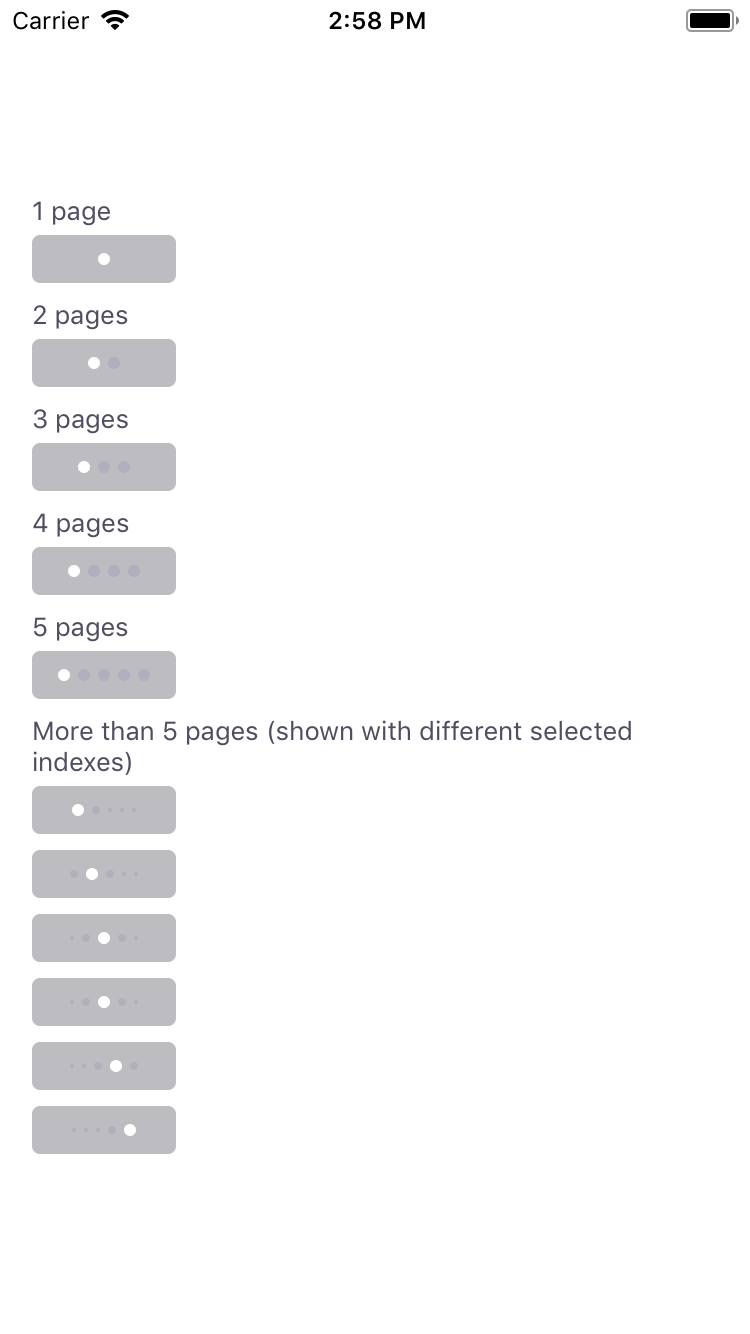 Carrier 2:58 PM
1 page
2 pages
3 pages
4 pages
5 pages
More than 5 pages (shown with different selected
indexes)